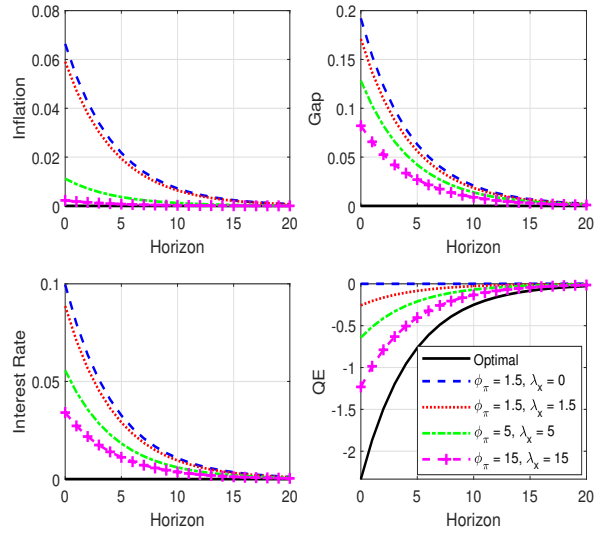 0.08
0.06
0.04
0.02
0
Inflation
0 5 10 15 20
Horizon
0.2
0.15
0.1
0.05
0
Gap
0 5 10 15 20
Horizon
0.1
0.05
0
Interest Rate
0 5 10 15 20
Horizon
0
-0.5
-1
-1.5
-2
QE
Optimal
ϕπ = 1.5, λx = 0
ϕπ = 1.5, λx = 1.5
ϕπ = 5, λx = 5
ϕπ = 15, λx = 15
0 5 10 15 20
Horizon